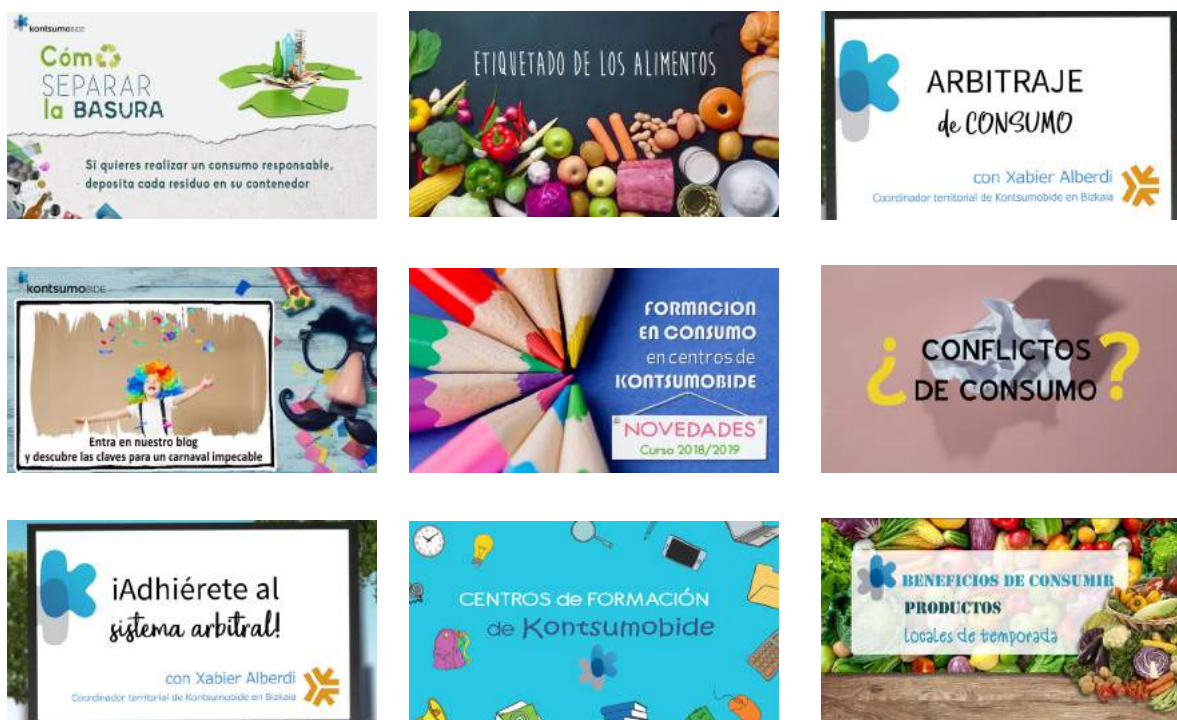 kontsumoBIDE
Cómo
SEPARAR
la BASURA
Si quieres realizar un consumo responsable,
deposita cada residuo en su contenedor
ETIQUETADO DE LOS ALIMENTOS
ARBITRAJE
de CONSUMO
con Xabier Alberdi
Coordinador territorial de Kontsumobide en Bizkaia
kontsumoBIDE
Entra en nuestro blog
y descubre las claves para un carnaval impecable
FORMACIÓN
EN CONSUMO
en centros de
KONTSUMOBIDE
NOVEDADES
Curso 2018/2019
¿CONFLICTOS
DE CONSUMO?
¡Adhiérete al
sistema arbitral!
con Xabier Alberdi
Coordinador territorial de Kontsumobide en Bizkaia
CENTROS de FORMACIÓN
de Kontsumobide
BENEFICIOS DE CONSUMIR
PRODUCTOS
locales de temporada